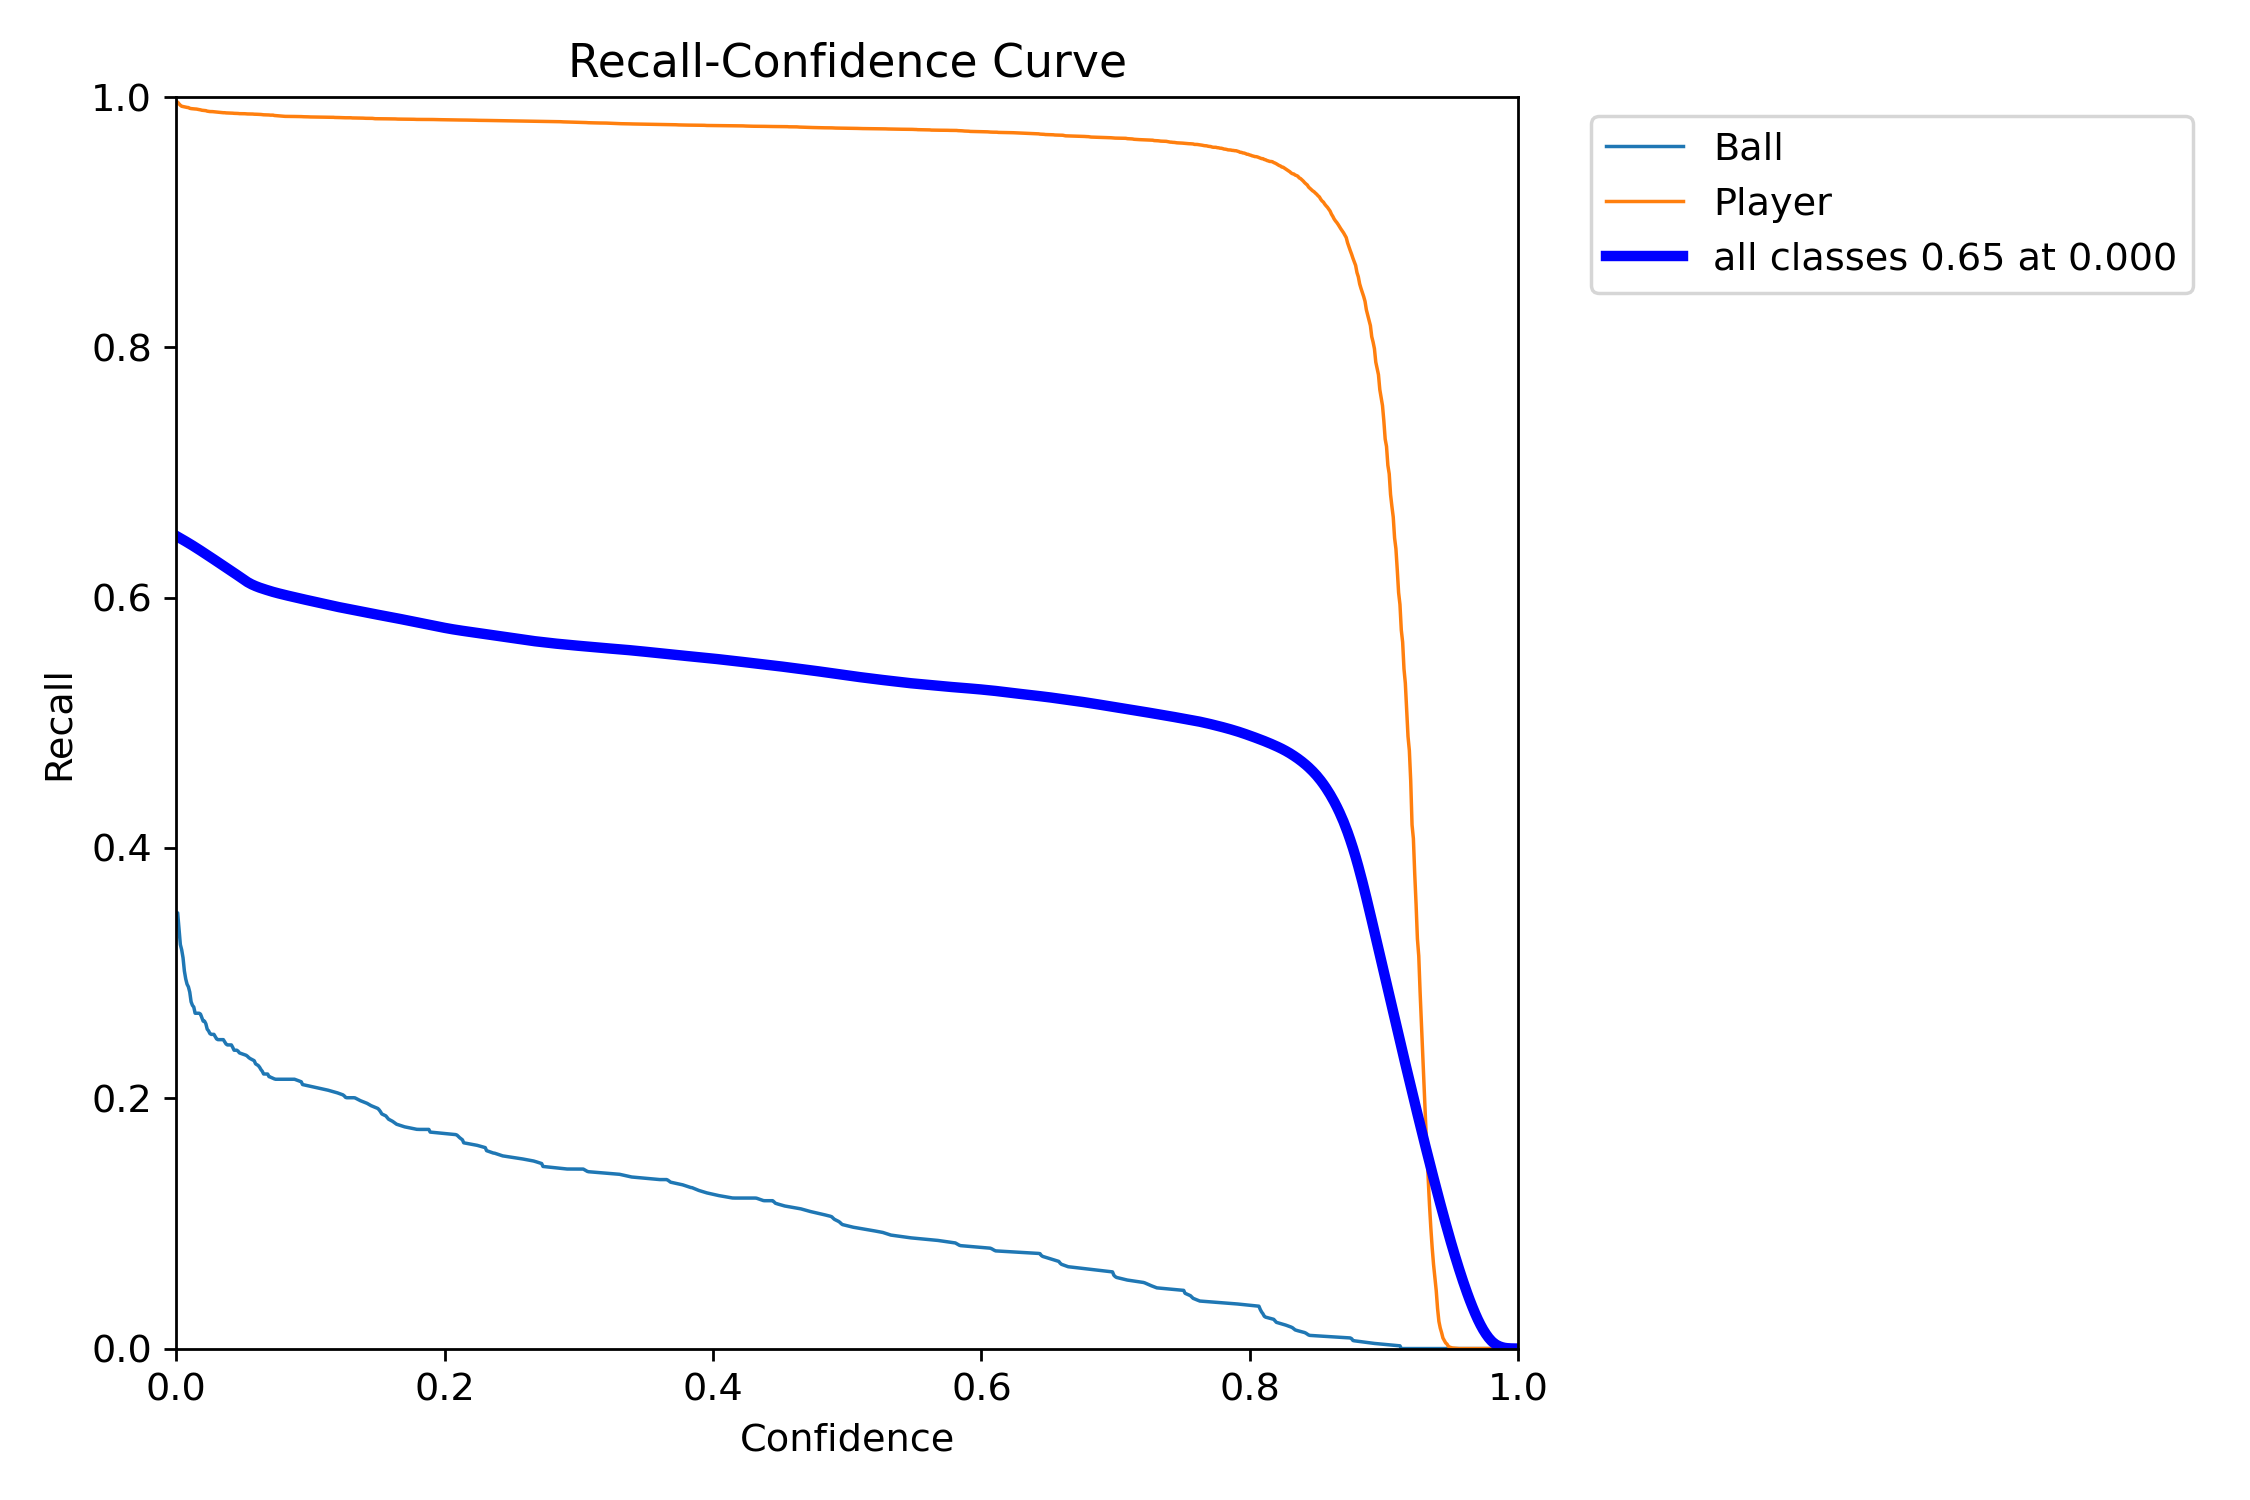 Recall-Confidence Curve
1.0
0.8
0.6
0.4
0.2
0.0
Recall
0.0 0.2 0.4 0.6 0.8 1.0
Confidence
Ball
Player
all classes 0.65 at 0.000